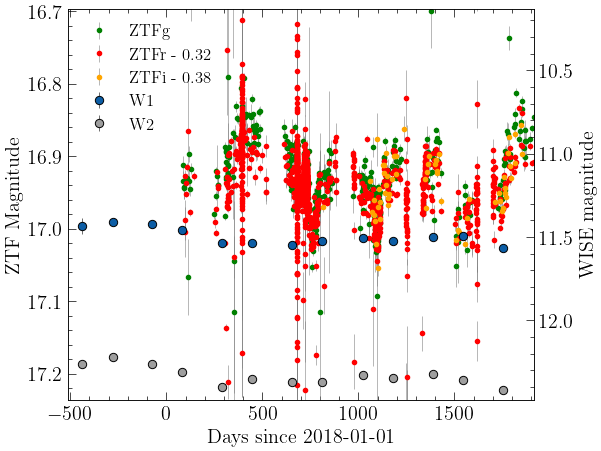 ZTFg
ZTFr - 0.32
ZTFi - 0.38
W1
W2
16.7
16.8
16.9
17.0
17.1
17.2
ZTF Magnitude
10.5
11.0
11.5
12.0
WISE magnitude
−500
0
500
1000
1500
Days since 2018-01-01